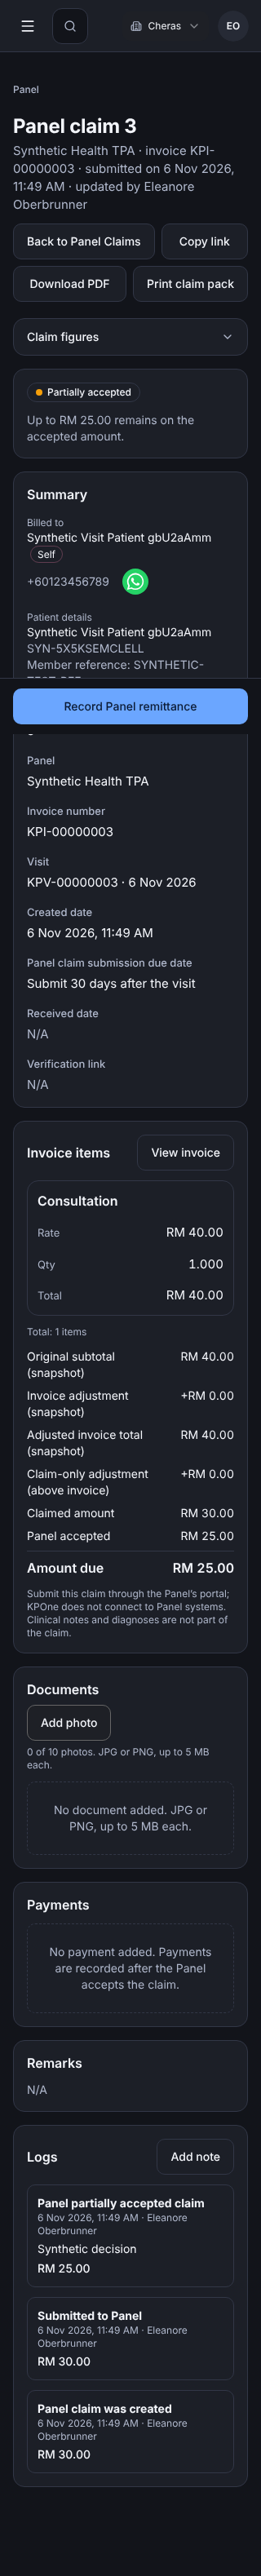 Cheras
EO
Panel
Panel claim 3
Synthetic Health TPA · invoice KPI-
00000003 · submitted on 6 Nov 2026,
11:49 AM · updated by Eleanore
Oberbrunner
Back to Panel Claims
Copy link
Download PDF
Print claim pack
Claim figures
Partially accepted
Up to RM 25.00 remains on the
accepted amount.
Summary
Billed to
Synthetic Visit Patient gbU2aAmm
Self
+60123456789
Patient details
Synthetic Visit Patient gbU2aAmm
SYN-5X5KSEMCLELL
Member reference: SYNTHETIC-
Record Panel remittance
Panel
Synthetic Health TPA
Invoice number
KPI-00000003
Visit
KPV-00000003 · 6 Nov 2026
Created date
6 Nov 2026, 11:49 AM
Panel claim submission due date
Submit 30 days after the visit
Received date
N/A
Verification link
N/A
Invoice items
View invoice
Consultation
Rate RM 40.00
Qty 1.000
Total RM 40.00
Total: 1 items
Original subtotal RM 40.00
(snapshot)
Invoice adjustment +RM 0.00
(snapshot)
Adjusted invoice total RM 40.00
(snapshot)
Claim-only adjustment +RM 0.00
(above invoice)
Claimed amount RM 30.00
Panel accepted RM 25.00
Amount due RM 25.00
Submit this claim through the Panel's portal;
KPOne does not connect to Panel systems.
Clinical notes and diagnoses are not part of
the claim.
Documents
Add photo
0 of 10 photos. JPG or PNG, up to 5 MB
each.
No document added. JPG or
PNG, up to 5 MB each.
Payments
No payment added. Payments
are recorded after the Panel
accepts the claim.
Remarks
N/A
Logs
Add note
Panel partially accepted claim
6 Nov 2026, 11:49 AM · Eleanore
Oberbrunner
Synthetic decision
RM 25.00
Submitted to Panel
6 Nov 2026, 11:49 AM · Eleanore
Oberbrunner
RM 30.00
Panel claim was created
6 Nov 2026, 11:49 AM · Eleanore
Oberbrunner
RM 30.00